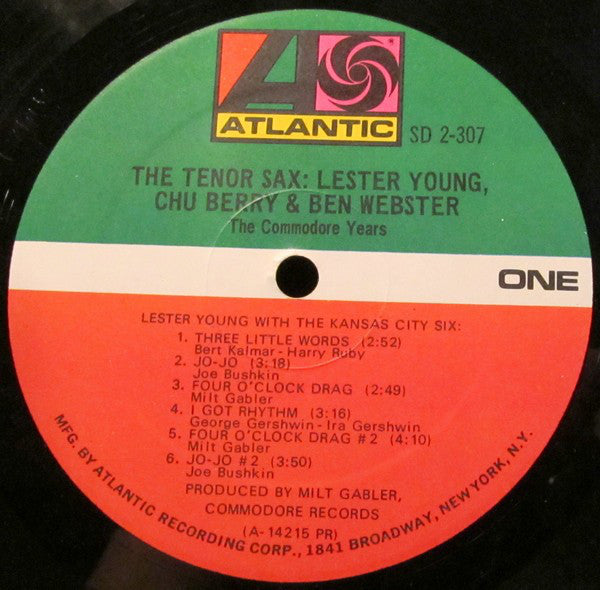 ATLANTIC
SD 2-307
THE TENOR SAX: LESTER YOUNG,
CHU BERRY & BEN WEBSTER
The Commodore Years
ONE
LESTER YOUNG WITH THE KANSAS CITY SIX:
1. THREE LITTLE WORDS (2:52)
Bert Kalmar - Harry Ruby
2. JO-JO (3:18)
Joe Bushkin
3. FOUR O'CLOCK DRAG (2:49)
Milt Gabler
4. I GOT RHYTHM (3:16)
George Gershwin - Ira Gershwin
5. FOUR O'CLOCK DRAG #2 (4:10)
Milt Gabler
6. JO-JO #2 (3:50)
Joe Bushkin
PRODUCED BY MILT GABLER,
COMMODORE RECORDS
(A-14215 PR)
MFG. BY ATLANTIC RECORDING CORP., 1841 BROADWAY, NEW YORK, N.Y.